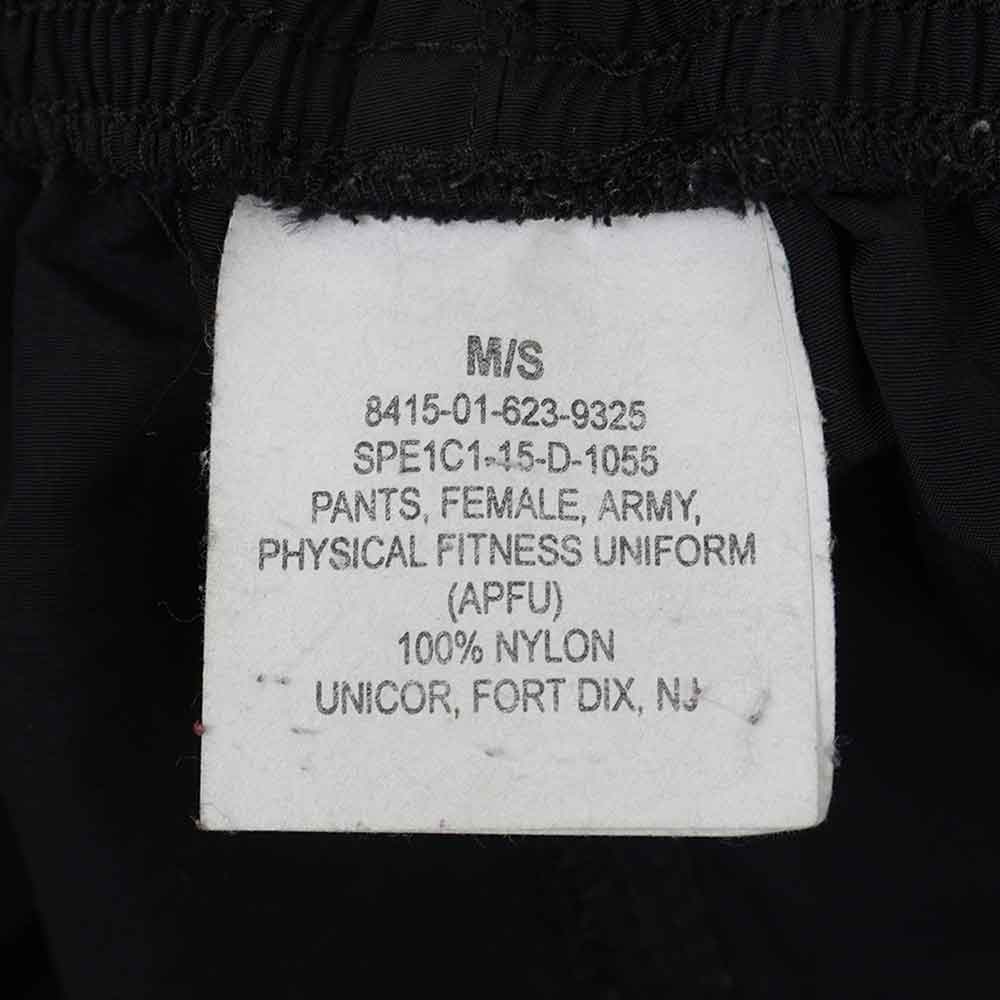 M/S
8415-01-623-9325
SPE1C1-15-D-1055
PANTS, FEMALE, ARMY,
PHYSICAL FITNESS UNIFORM
(APFU)
100% NYLON
UNICOR, FORT DIX, NJ